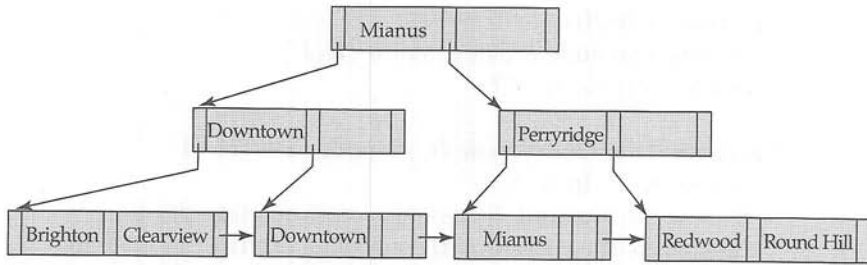 Mianus
Downtown
Perryridge
Brighton Clearview Downtown Mianus Redwood Round Hill